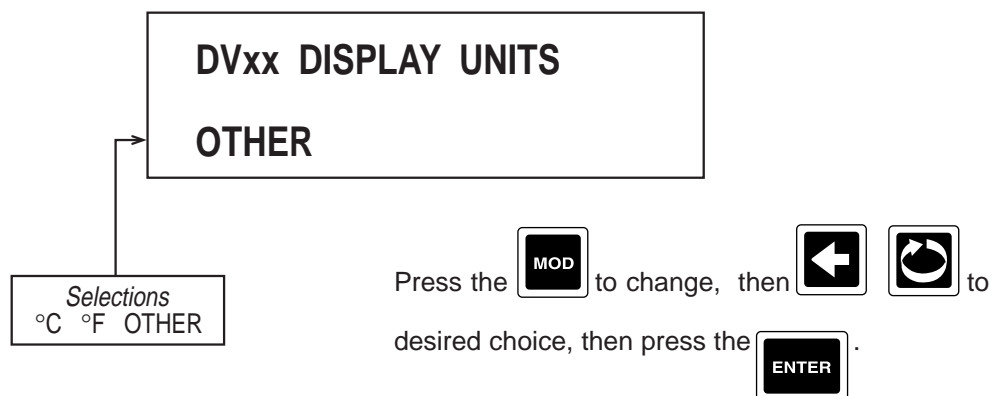 DVxx DISPLAY UNITS
OTHER
Selections
°C °F OTHER
Press the MOD to change, then to
desired choice, then press the ENTER .